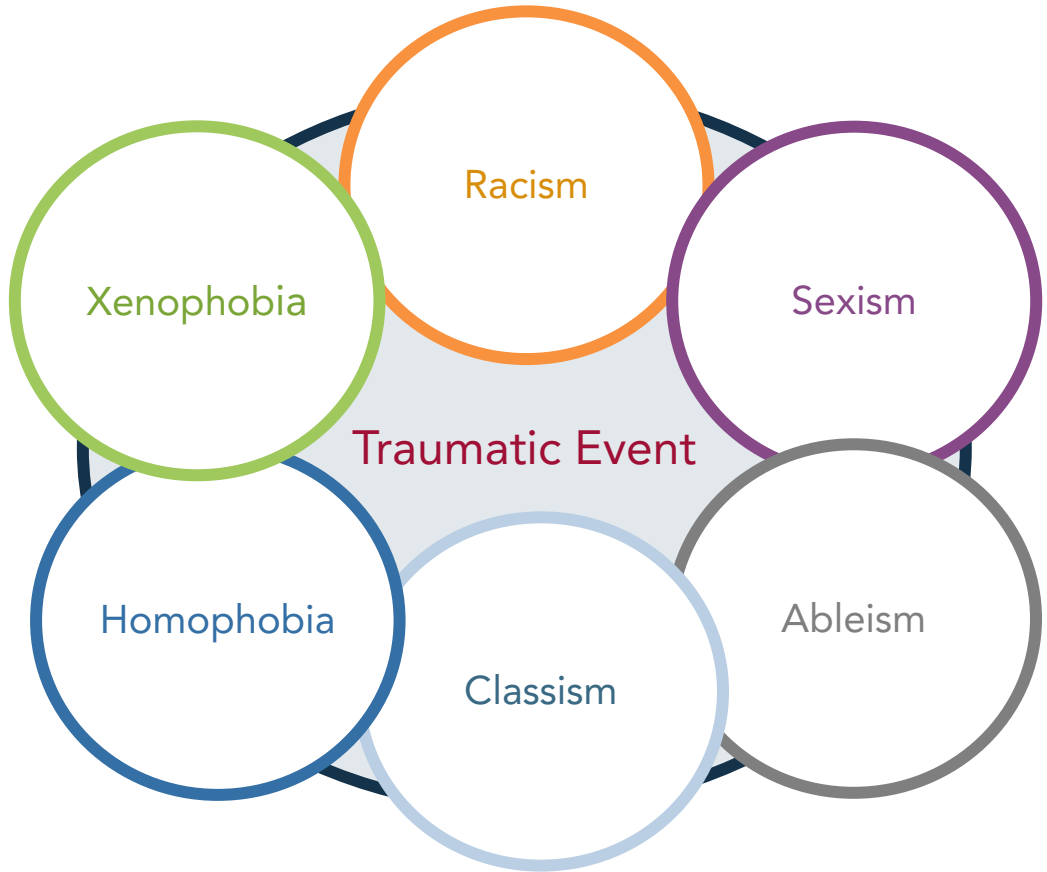 Racism
Xenophobia
Sexism
Traumatic Event
Homophobia
Ableism
Classism